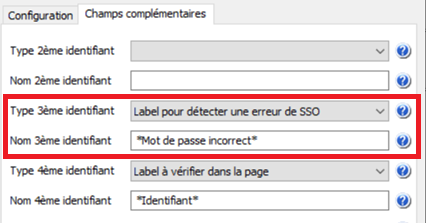 Configuration Champs complémentaires
Type 2ème identifiant
Nom 2ème identifiant
Type 3ème identifiant Label pour détecter une erreur de SSO
Nom 3ème identifiant *Mot de passe incorrect*
Type 4ème identifiant Label à vérifier dans la page
Nom 4ème identifiant *Identifiant*